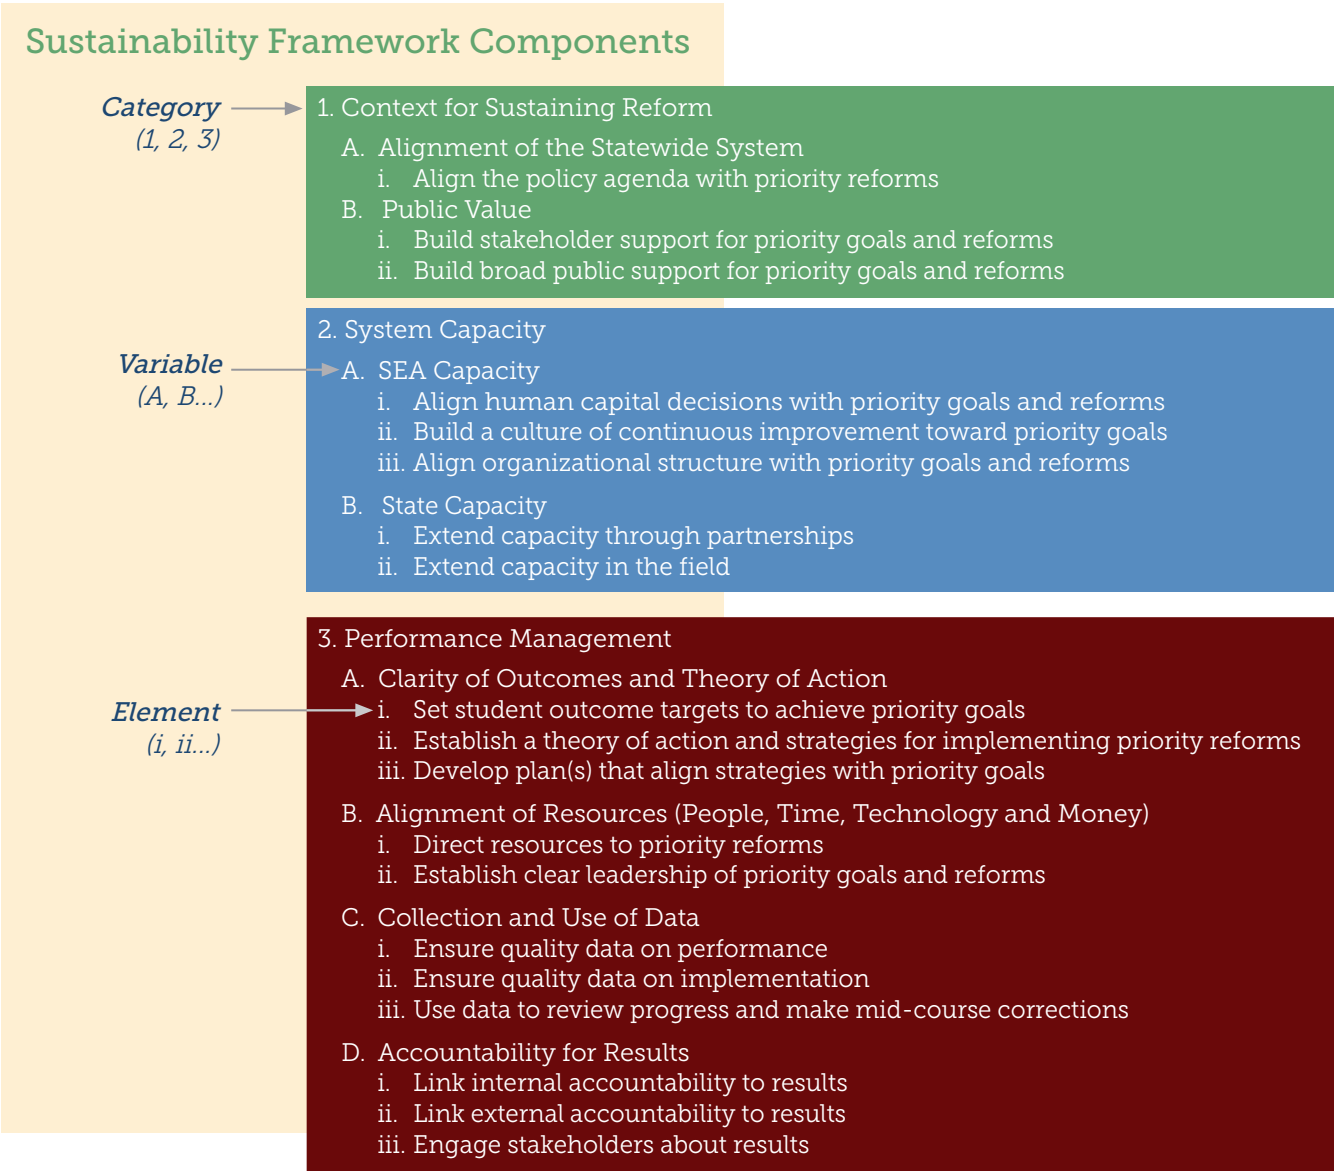 Sustainability Framework Components
Category
(1, 2, 3)
1. Context for Sustaining Reform
A. Alignment of the Statewide System
i. Align the policy agenda with priority reforms
B. Public Value
i. Build stakeholder support for priority goals and reforms
ii. Build broad public support for priority goals and reforms
2. System Capacity
Variable
(A, B...)
A. SEA Capacity
i. Align human capital decisions with priority goals and reforms
ii. Build a culture of continuous improvement toward priority goals
iii. Align organizational structure with priority goals and reforms
B. State Capacity
i. Extend capacity through partnerships
ii. Extend capacity in the field
3. Performance Management
A. Clarity of Outcomes and Theory of Action
Element
(i, ii...)
i. Set student outcome targets to achieve priority goals
ii. Establish a theory of action and strategies for implementing priority reforms
iii. Develop plan(s) that align strategies with priority goals
B. Alignment of Resources (People, Time, Technology and Money)
i. Direct resources to priority reforms
ii. Establish clear leadership of priority goals and reforms
C. Collection and Use of Data
i. Ensure quality data on performance
ii. Ensure quality data on implementation
iii. Use data to review progress and make mid-course corrections
D. Accountability for Results
i. Link internal accountability to results
ii. Link external accountability to results
iii. Engage stakeholders about results